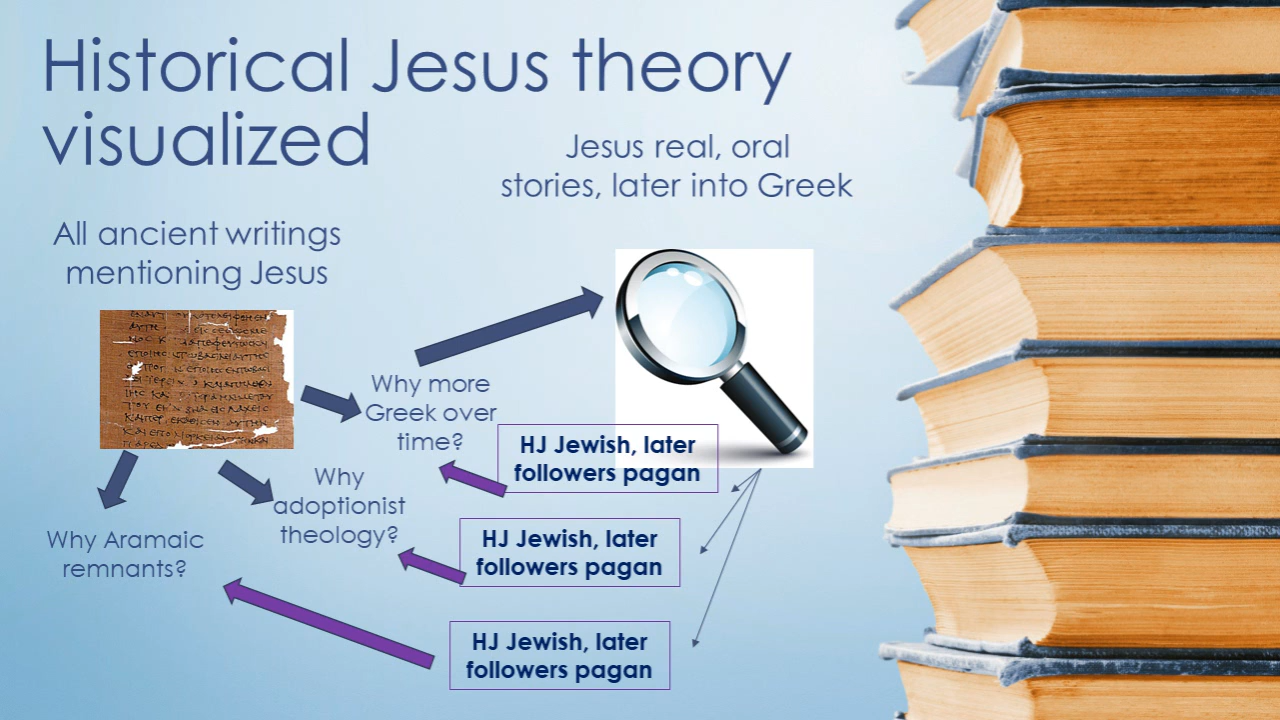 Historical Jesus theory
visualized
Jesus real, oral
stories, later into Greek
All ancient writings
mentioning Jesus
Why more
Greek over
time?
HJ Jewish, later
followers pagan
Why
adoptionist
theology?
HJ Jewish, later
followers pagan
Why Aramaic
remnants?
HJ Jewish, later
followers pagan